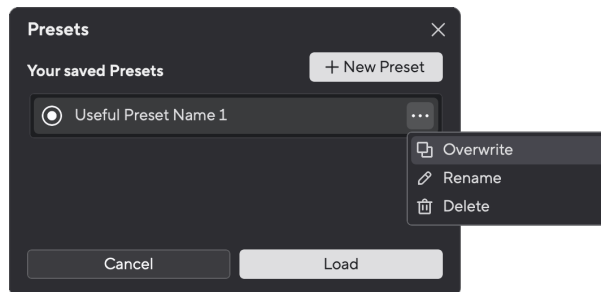 Presets
Your saved Presets
+ New Preset
Useful Preset Name 1
Overwrite
Rename
Delete
Cancel
Load